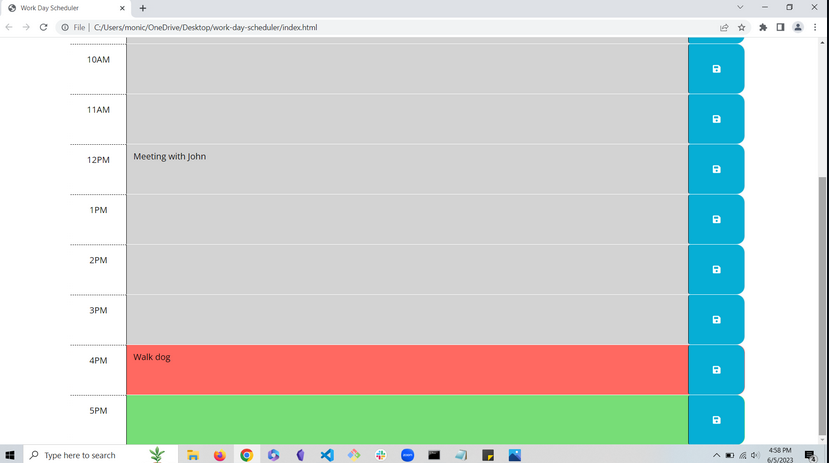 Work Day Scheduler
File | C:/Users/monic/OneDrive/Desktop/work-day-scheduler/index.html
10AM
11AM
12PM Meeting with John
1PM
2PM
3PM
4PM Walk dog
5PM
Type here to search
4:58 PM
6/5/2023